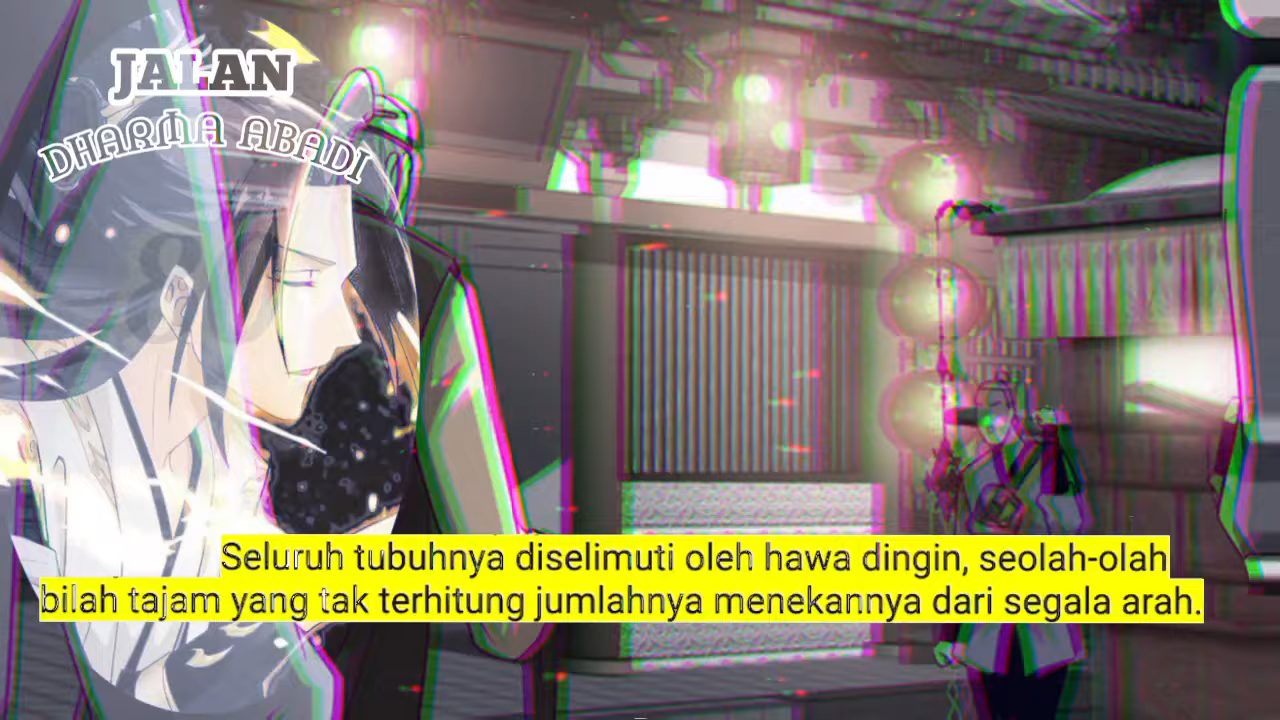 JALAN
DHARMA ABADI
Seluruh tubuhnya diselimuti oleh hawa dingin, seolah-olah
bilah tajam yang tak terhitung jumlahnya menekannya dari segala arah.